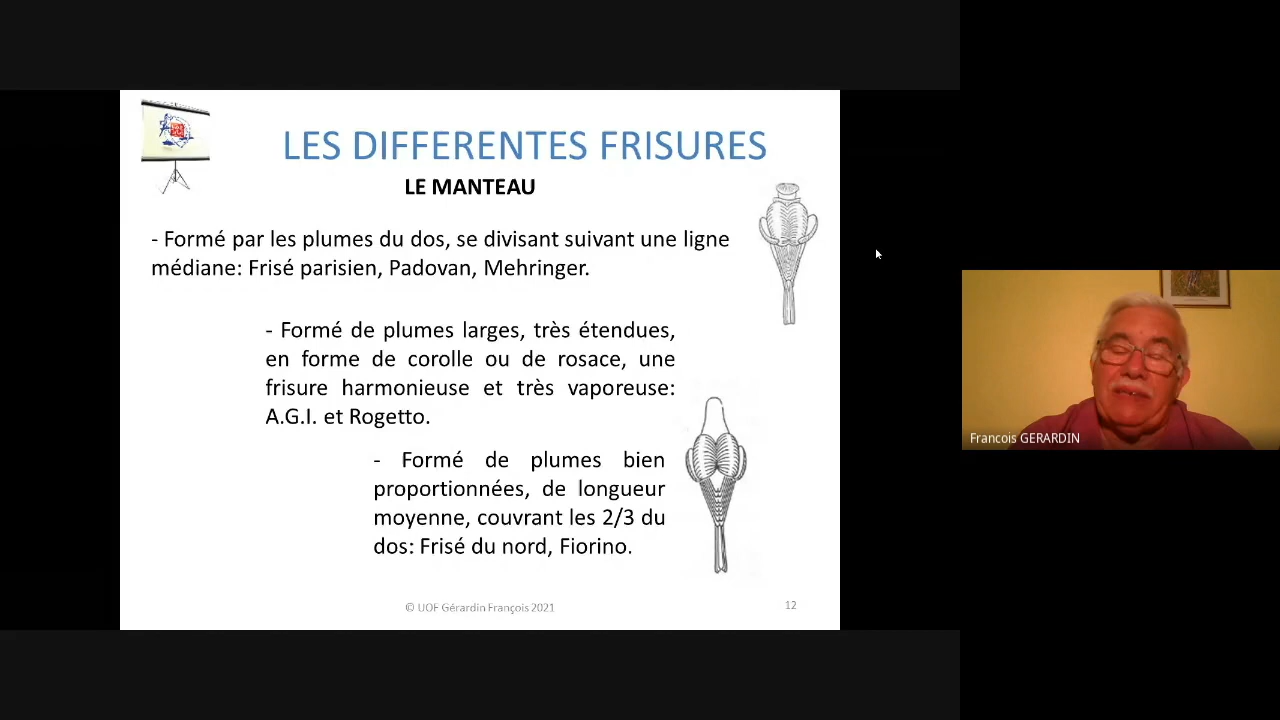 LES DIFFERENTES FRISURES
LE MANTEAU
- Formé par les plumes du dos, se divisant suivant une ligne
médiane: Frisé parisien, Padovan, Mehringer.
- Formé de plumes larges, très étendues,
en forme de corolle ou de rosace, une
frisure harmonieuse et très vaporeuse:
A.G.I. et Rogetto.
- Formé de plumes bien
proportionnées, de longueur
moyenne, couvrant les 2/3 du
dos: Frisé du nord, Fiorino.
© UOF Gérardin François 2021
12
Francois GERARDIN